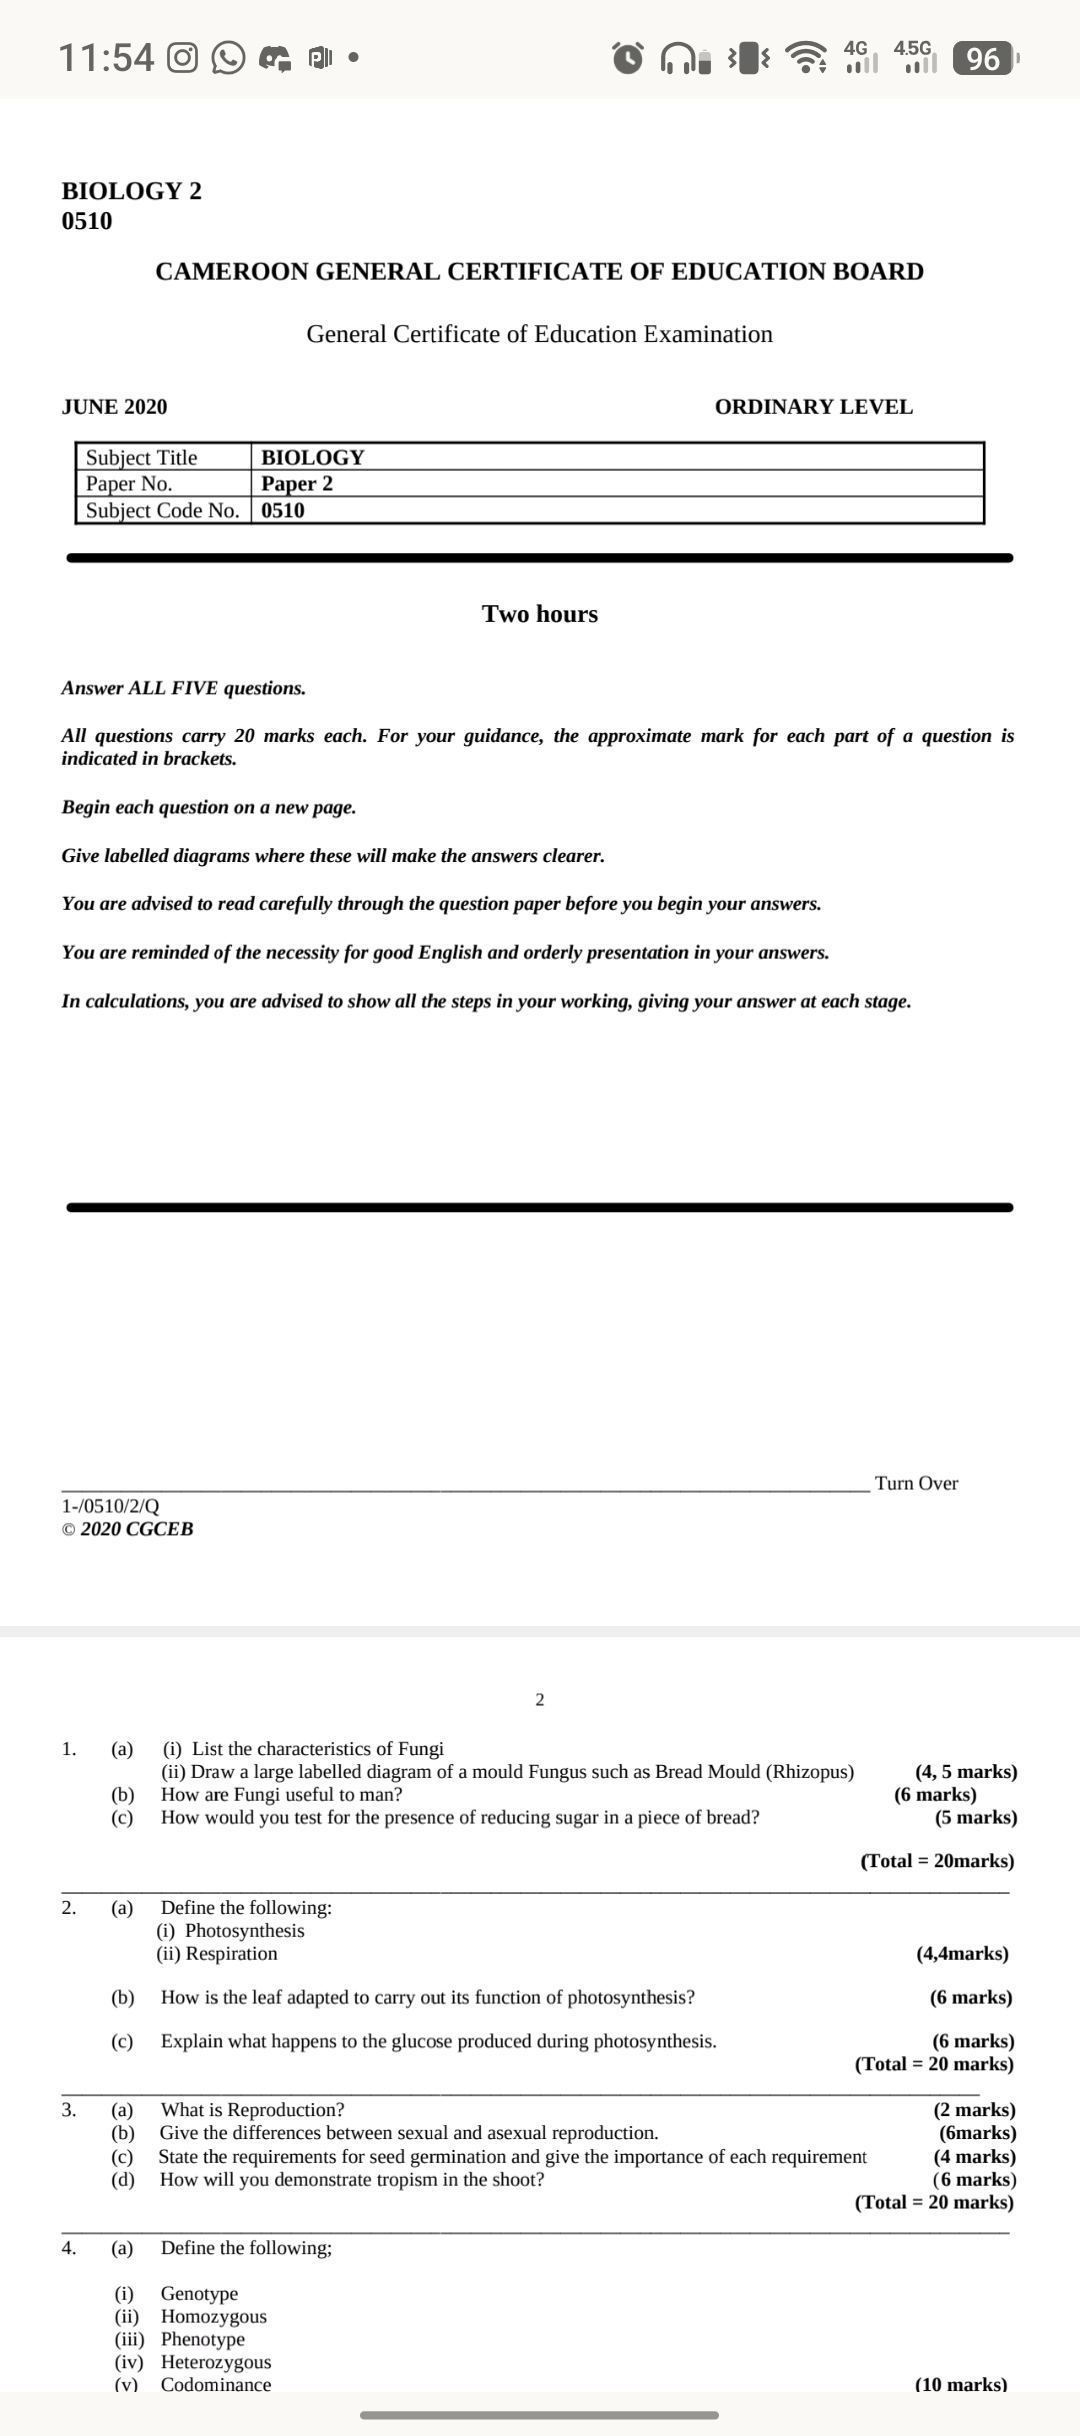 11:54
4G
4.5G
96
BIOLOGY 2
0510
CAMEROON GENERAL CERTIFICATE OF EDUCATION BOARD
General Certificate of Education Examination
JUNE 2020 ORDINARY LEVEL
Subject Title BIOLOGY
Paper No. Paper 2
Subject Code No. 0510
Two hours
Answer ALL FIVE questions.
All questions carry 20 marks each. For your guidance, the approximate mark for each part of a question is
indicated in brackets.
Begin each question on a new page.
Give labelled diagrams where these will make the answers clearer.
You are advised to read carefully through the question paper before you begin your answers.
You are reminded of the necessity for good English and orderly presentation in your answers.
In calculations, you are advised to show all the steps in your working, giving your answer at each stage.
Turn Over
1-/0510/2/Q
© 2020 CGCEB
2
1. (a) (i) List the characteristics of Fungi
(ii) Draw a large labelled diagram of a mould Fungus such as Bread Mould (Rhizopus) (4, 5 marks)
(b) How are Fungi useful to man? (6 marks)
(c) How would you test for the presence of reducing sugar in a piece of bread? (5 marks)
(Total = 20marks)
2. (a) Define the following:
(i) Photosynthesis
(ii) Respiration (4,4marks)
(b) How is the leaf adapted to carry out its function of photosynthesis? (6 marks)
(c) Explain what happens to the glucose produced during photosynthesis. (6 marks)
(Total = 20 marks)
3. (a) What is Reproduction? (2 marks)
(b) Give the differences between sexual and asexual reproduction. (6marks)
(c) State the requirements for seed germination and give the importance of each requirement (4 marks)
(d) How will you demonstrate tropism in the shoot? (6 marks)
(Total = 20 marks)
4. (a) Define the following;
(i) Genotype
(ii) Homozygous
(iii) Phenotype
(iv) Heterozygous
(v) Codominance (10 marks)